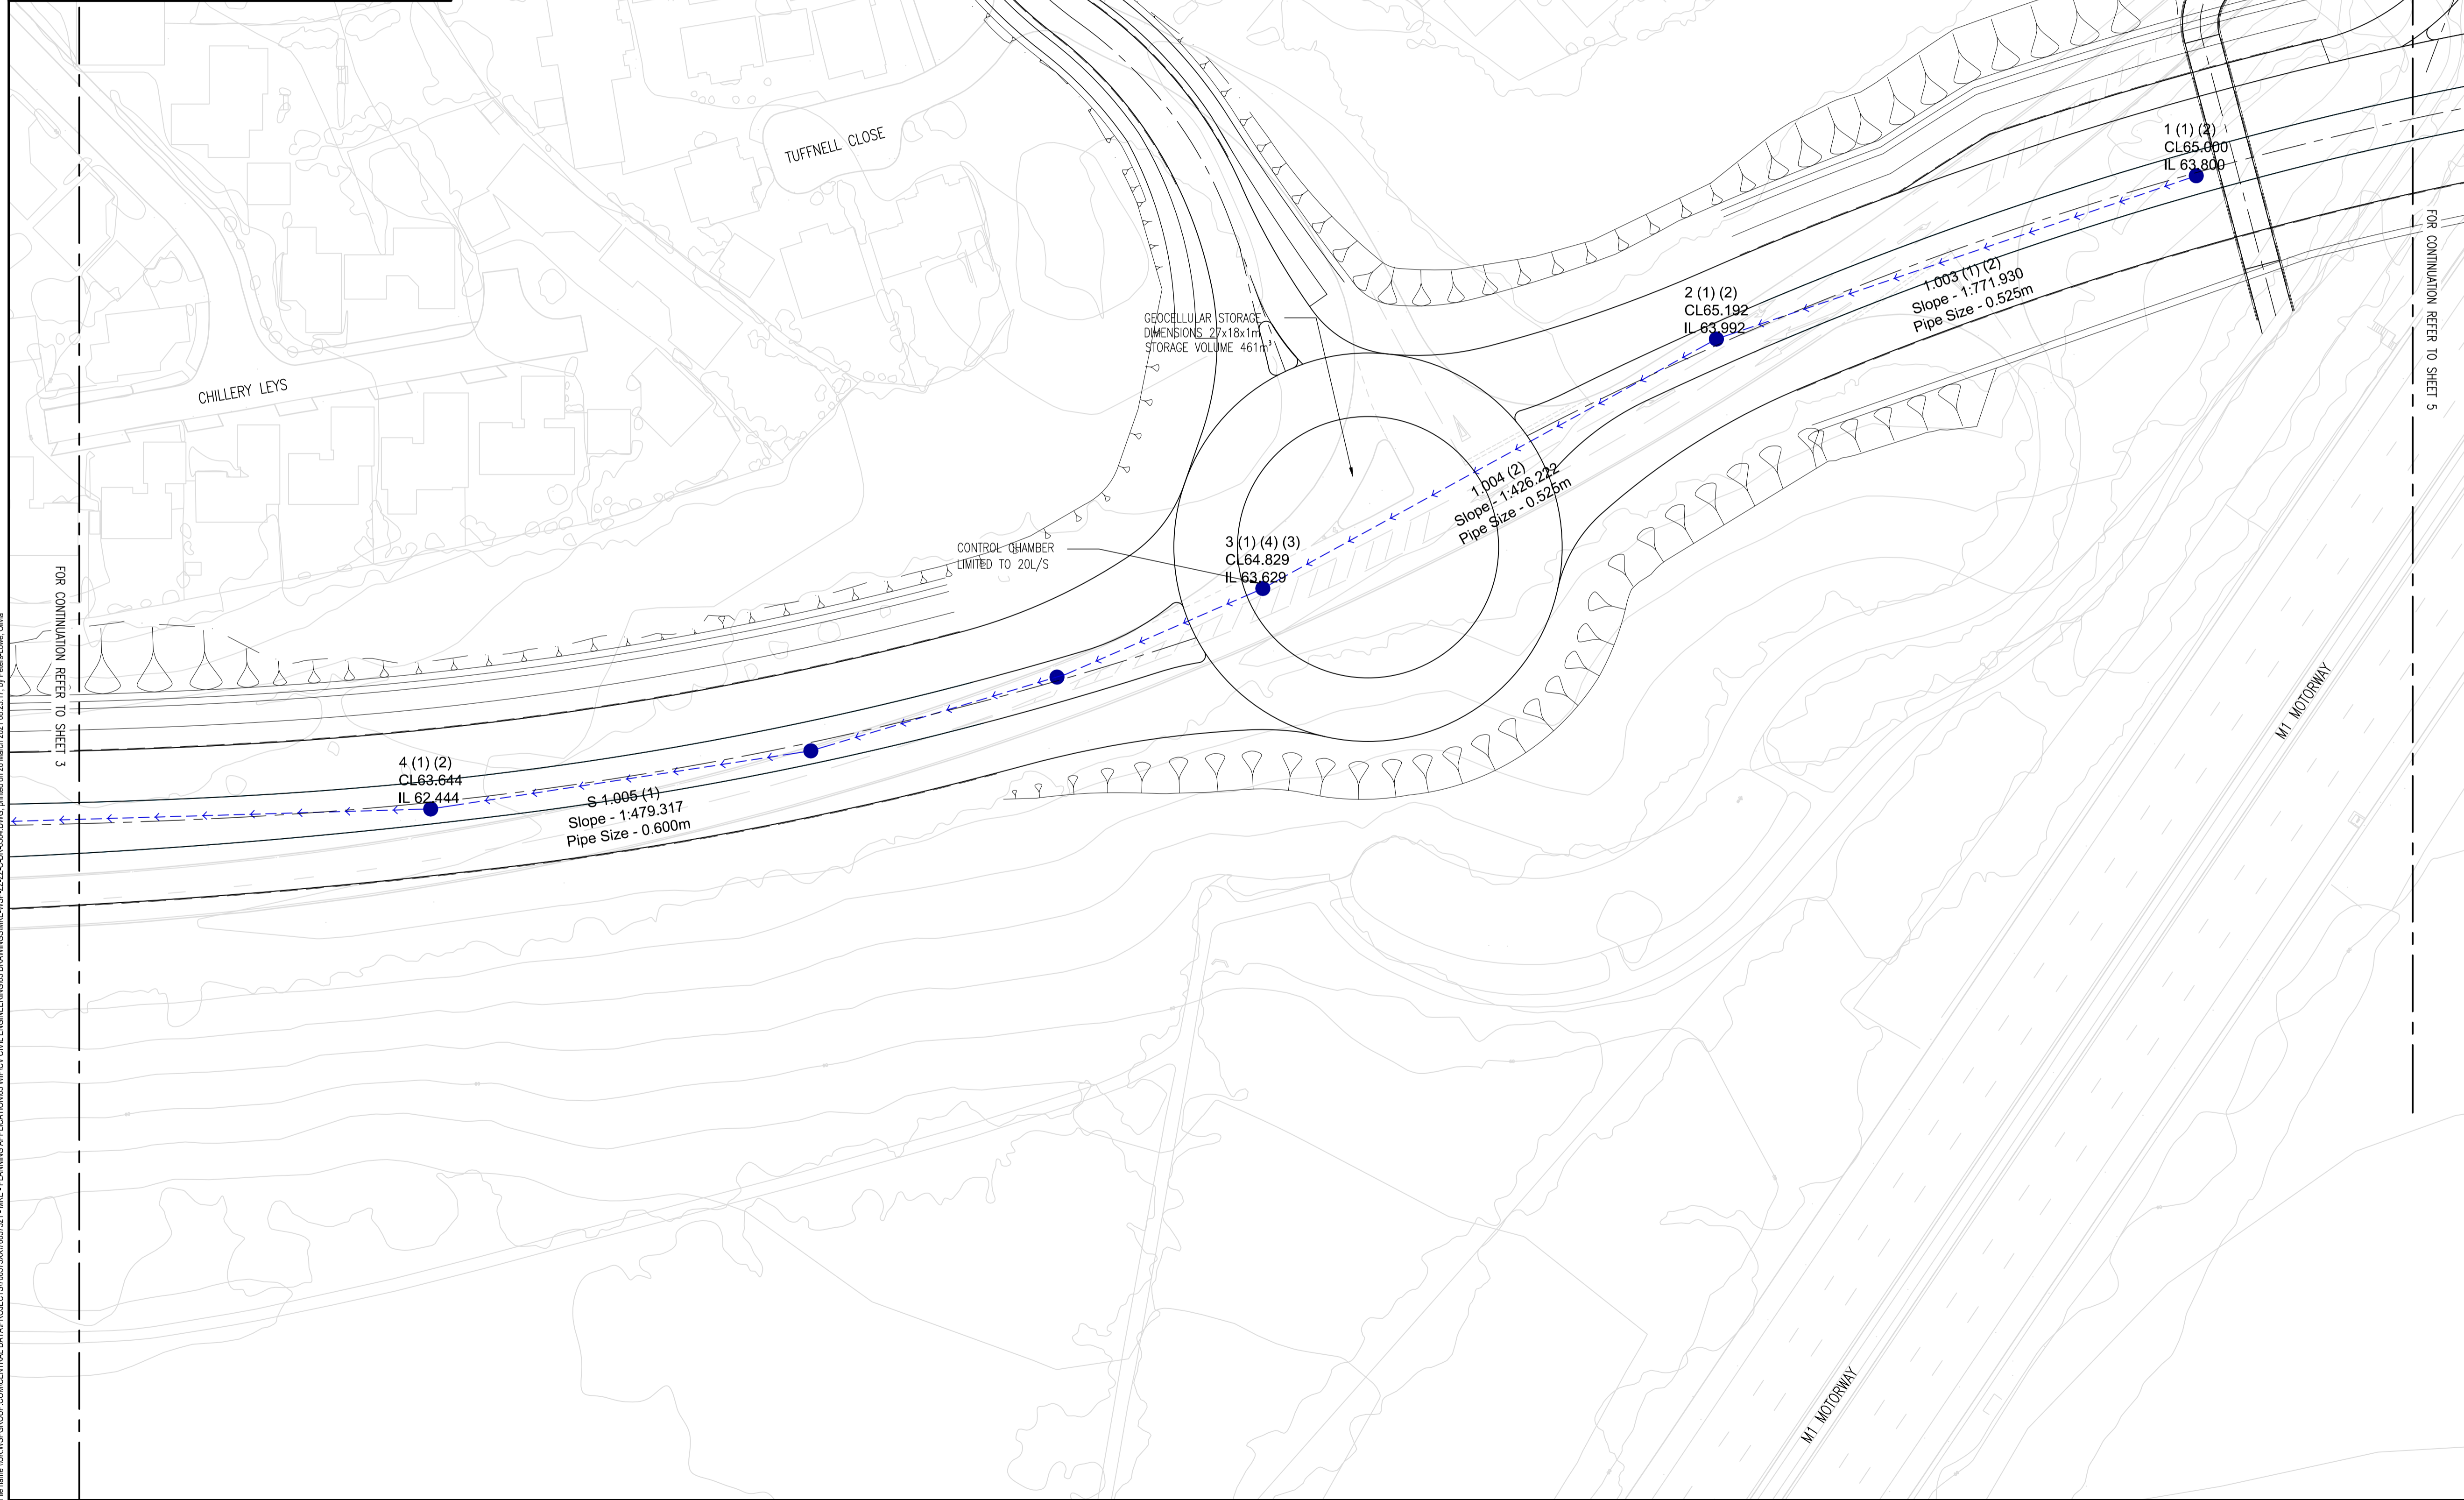 TUFFNELL CLOSE
CHILLERY LEYS
1 (1) (2)
CL65.000
IL 63.800
FOR CONTINUATION REFER TO SHEET 5
1.003 (1) (2)
Slope - 1:771.930
Pipe Size - 0.525m
2 (1) (2)
CL65.192
IL 63.992
GEOCELLULAR STORAGE
DIMENSIONS 27x18x1m
STORAGE VOLUME 461m³
1.004 (2)
Slope - 1:426.222
Pipe Size - 0.525m
CONTROL CHAMBER
LIMITED TO 20L/S
3 (1) (4) (3)
CL64.829
IL 63.629
FOR CONTINUATION REFER TO SHEET 3
4 (1) (2)
CL63.644
IL 62.444
S 1.005 (1)
Slope - 1:479.317
Pipe Size - 0.600m
M1 MOTORWAY
M1 MOTORWAY